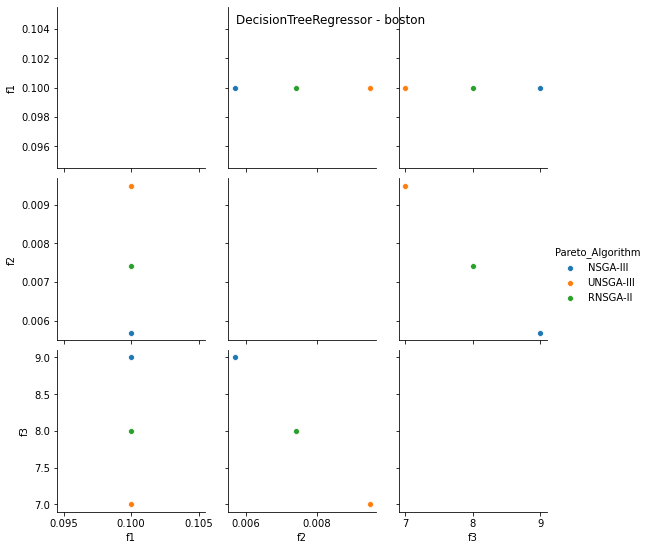 DecisionTreeRegressor - boston
0.104
0.102
0.100
0.098
0.096
f1
0.009
0.008
0.007
0.006
f2
Pareto_Algorithm
NSGA-III
UNSGA-III
RNSGA-II
9.0
8.5
8.0
7.5
7.0
f3
0.095 0.100 0.105 0.006 0.008 7 8 9
f1 f2 f3